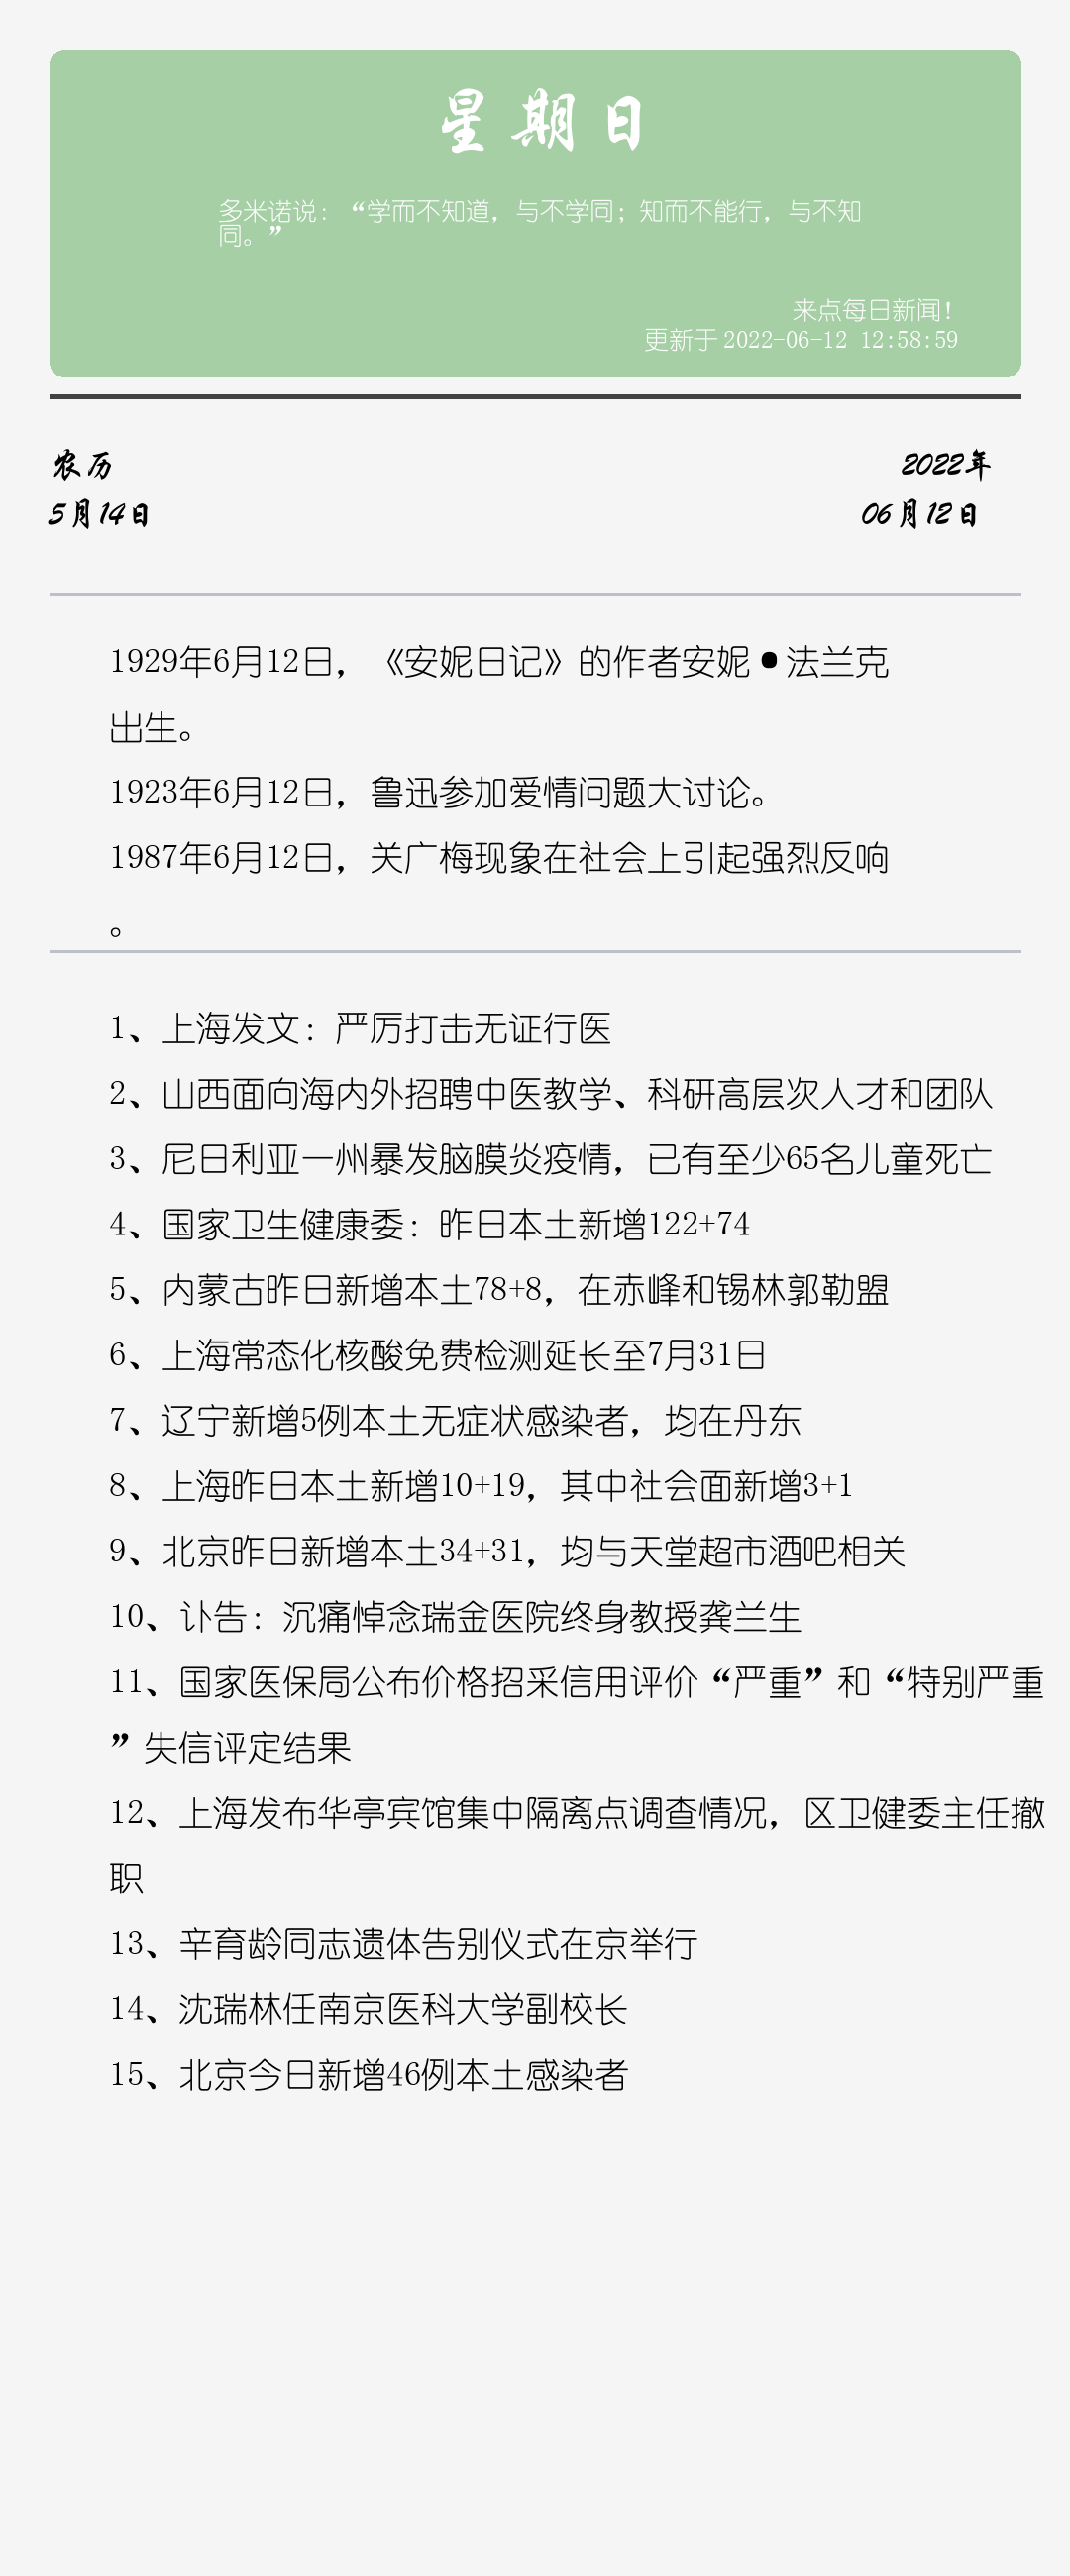 星期日
多米诺说：“学而不知道，与不学同；知而不能行，与不知
同。”
来点每日新闻！
更新于 2022-06-12 12:58:59
农历
2022年
5月14日
06月12日
1929年6月12日，《安妮日记》的作者安妮•法兰克
出生。
1923年6月12日，鲁迅参加爱情问题大讨论。
1987年6月12日，关广梅现象在社会上引起强烈反响
。
1、上海发文：严厉打击无证行医
2、山西面向海内外招聘中医教学、科研高层次人才和团队
3、尼日利亚一州暴发脑膜炎疫情，已有至少65名儿童死亡
4、国家卫生健康委：昨日本土新增122+74
5、内蒙古昨日新增本土78+8，在赤峰和锡林郭勒盟
6、上海常态化核酸免费检测延长至7月31日
7、辽宁新增5例本土无症状感染者，均在丹东
8、上海昨日本土新增10+19，其中社会面新增3+1
9、北京昨日新增本土34+31，均与天堂超市酒吧相关
10、讣告：沉痛悼念瑞金医院终身教授龚兰生
11、国家医保局公布价格招采信用评价“严重”和“特别严重
”失信评定结果
12、上海发布华亭宾馆集中隔离点调查情况，区卫健委主任撤
职
13、辛育龄同志遗体告别仪式在京举行
14、沈瑞林任南京医科大学副校长
15、北京今日新增46例本土感染者